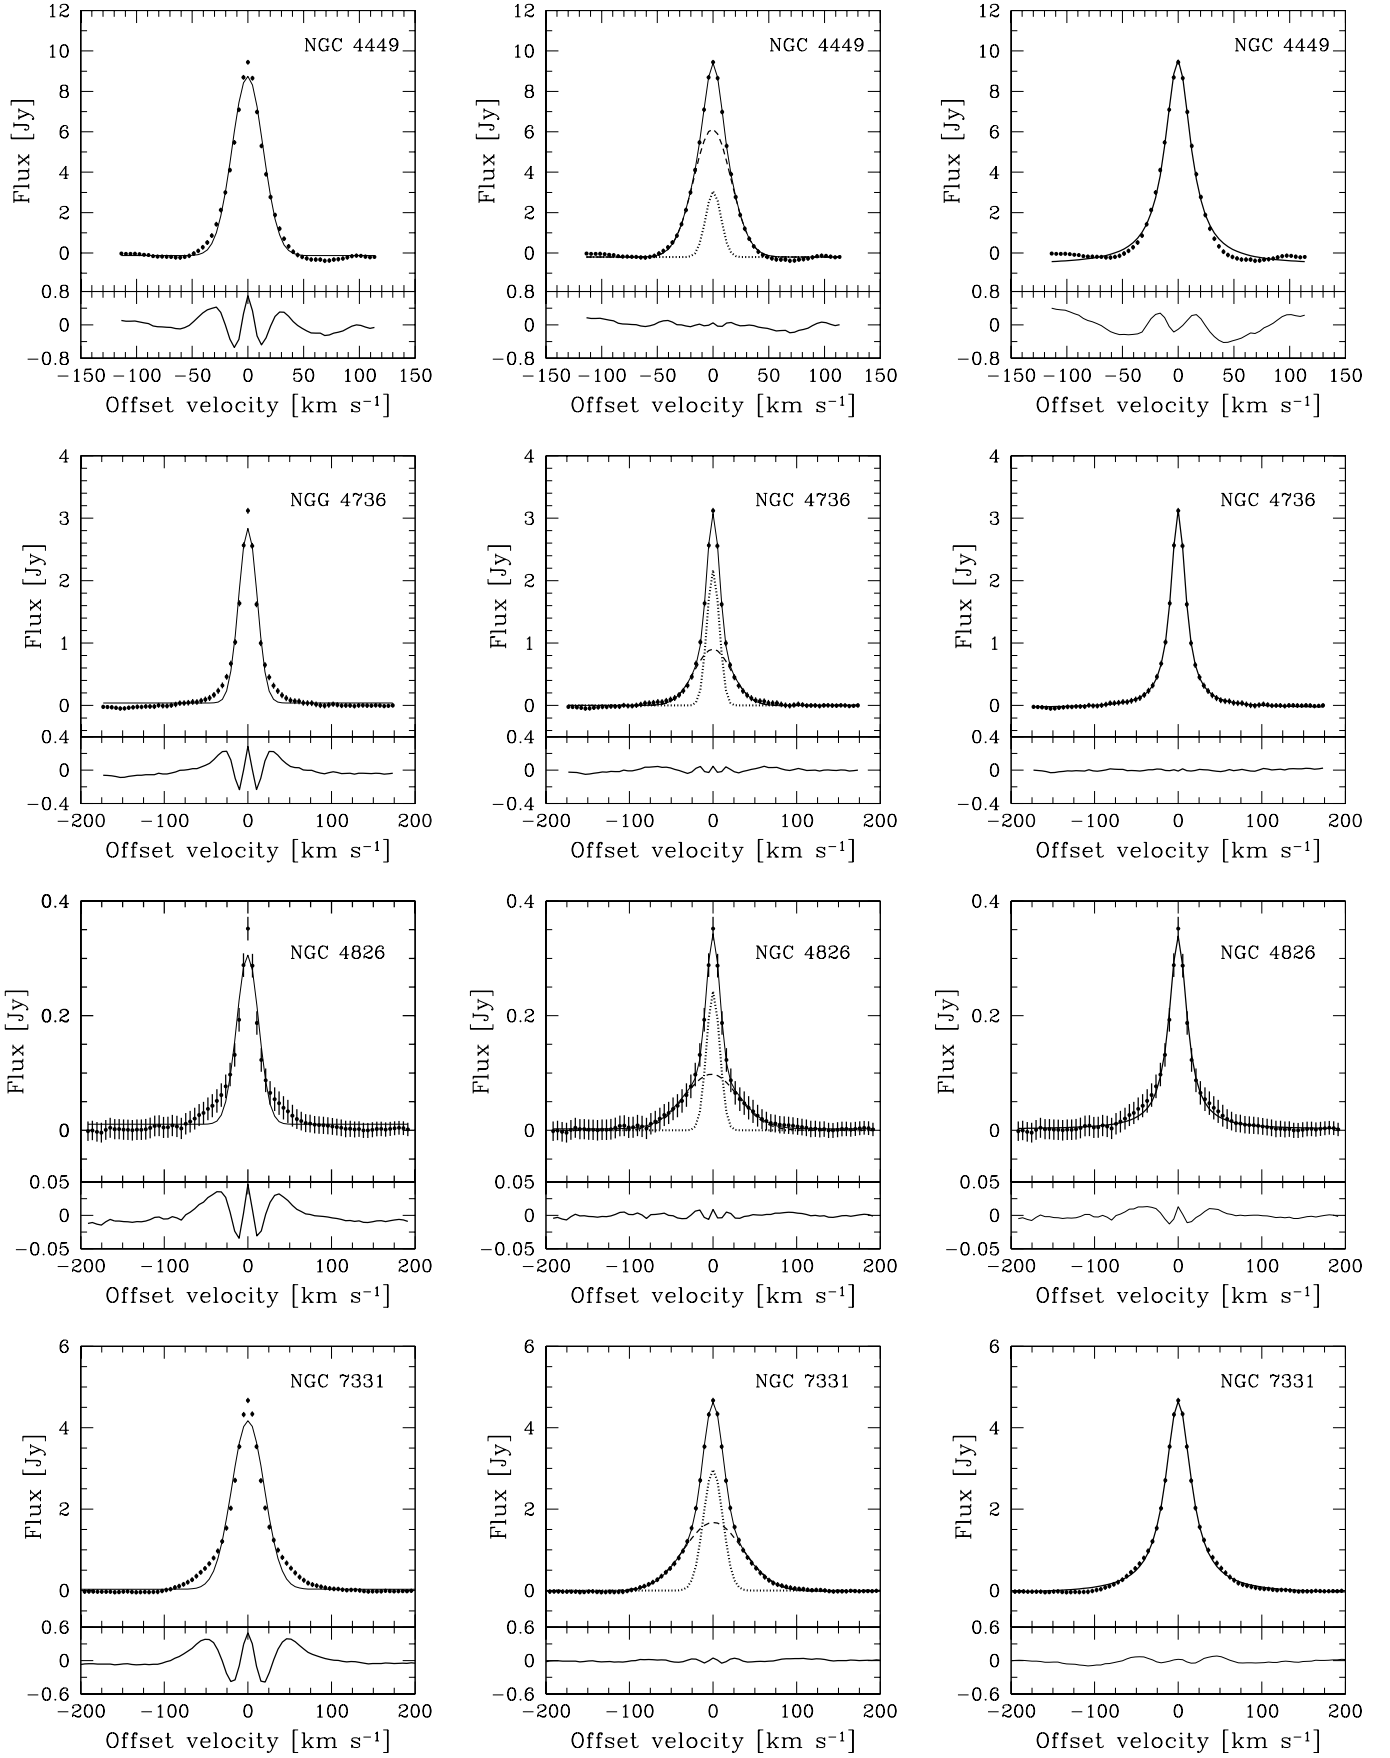 12
10
8
6
4
2
0
Flux [Jy]
NGC 4449
0.8
0
−0.8
−150 −100 −50 0 50 100 150
Offset velocity [km s⁻¹]
12
10
8
6
4
2
0
Flux [Jy]
NGC 4449
0.8
0
−0.8
−150 −100 −50 0 50 100 150
Offset velocity [km s⁻¹]
12
10
8
6
4
2
0
Flux [Jy]
NGC 4449
0.8
0
−0.8
−150 −100 −50 0 50 100 150
Offset velocity [km s⁻¹]
4
3
2
1
0
Flux [Jy]
NGG 4736
0.4
0
−0.4
−200 −100 0 100 200
Offset velocity [km s⁻¹]
4
3
2
1
0
Flux [Jy]
NGC 4736
0.4
0
−0.4
−200 −100 0 100 200
Offset velocity [km s⁻¹]
4
3
2
1
0
Flux [Jy]
NGC 4736
0.4
0
−0.4
−200 −100 0 100 200
Offset velocity [km s⁻¹]
0.4
0.2
0
Flux [Jy]
NGC 4826
0.05
0
−0.05
−200 −100 0 100 200
Offset velocity [km s⁻¹]
0.4
0.2
0
Flux [Jy]
NGC 4826
0.05
0
−0.05
−200 −100 0 100 200
Offset velocity [km s⁻¹]
0.4
0.2
0
Flux [Jy]
NGC 4826
0.05
0
−0.05
−200 −100 0 100 200
Offset velocity [km s⁻¹]
6
4
2
0
Flux [Jy]
NGC 7331
0.6
0
−0.6
−200 −100 0 100 200
Offset velocity [km s⁻¹]
6
4
2
0
Flux [Jy]
NGC 7331
0.6
0
−0.6
−200 −100 0 100 200
Offset velocity [km s⁻¹]
6
4
2
0
Flux [Jy]
NGC 7331
0.6
0
−0.6
−200 −100 0 100 200
Offset velocity [km s⁻¹]